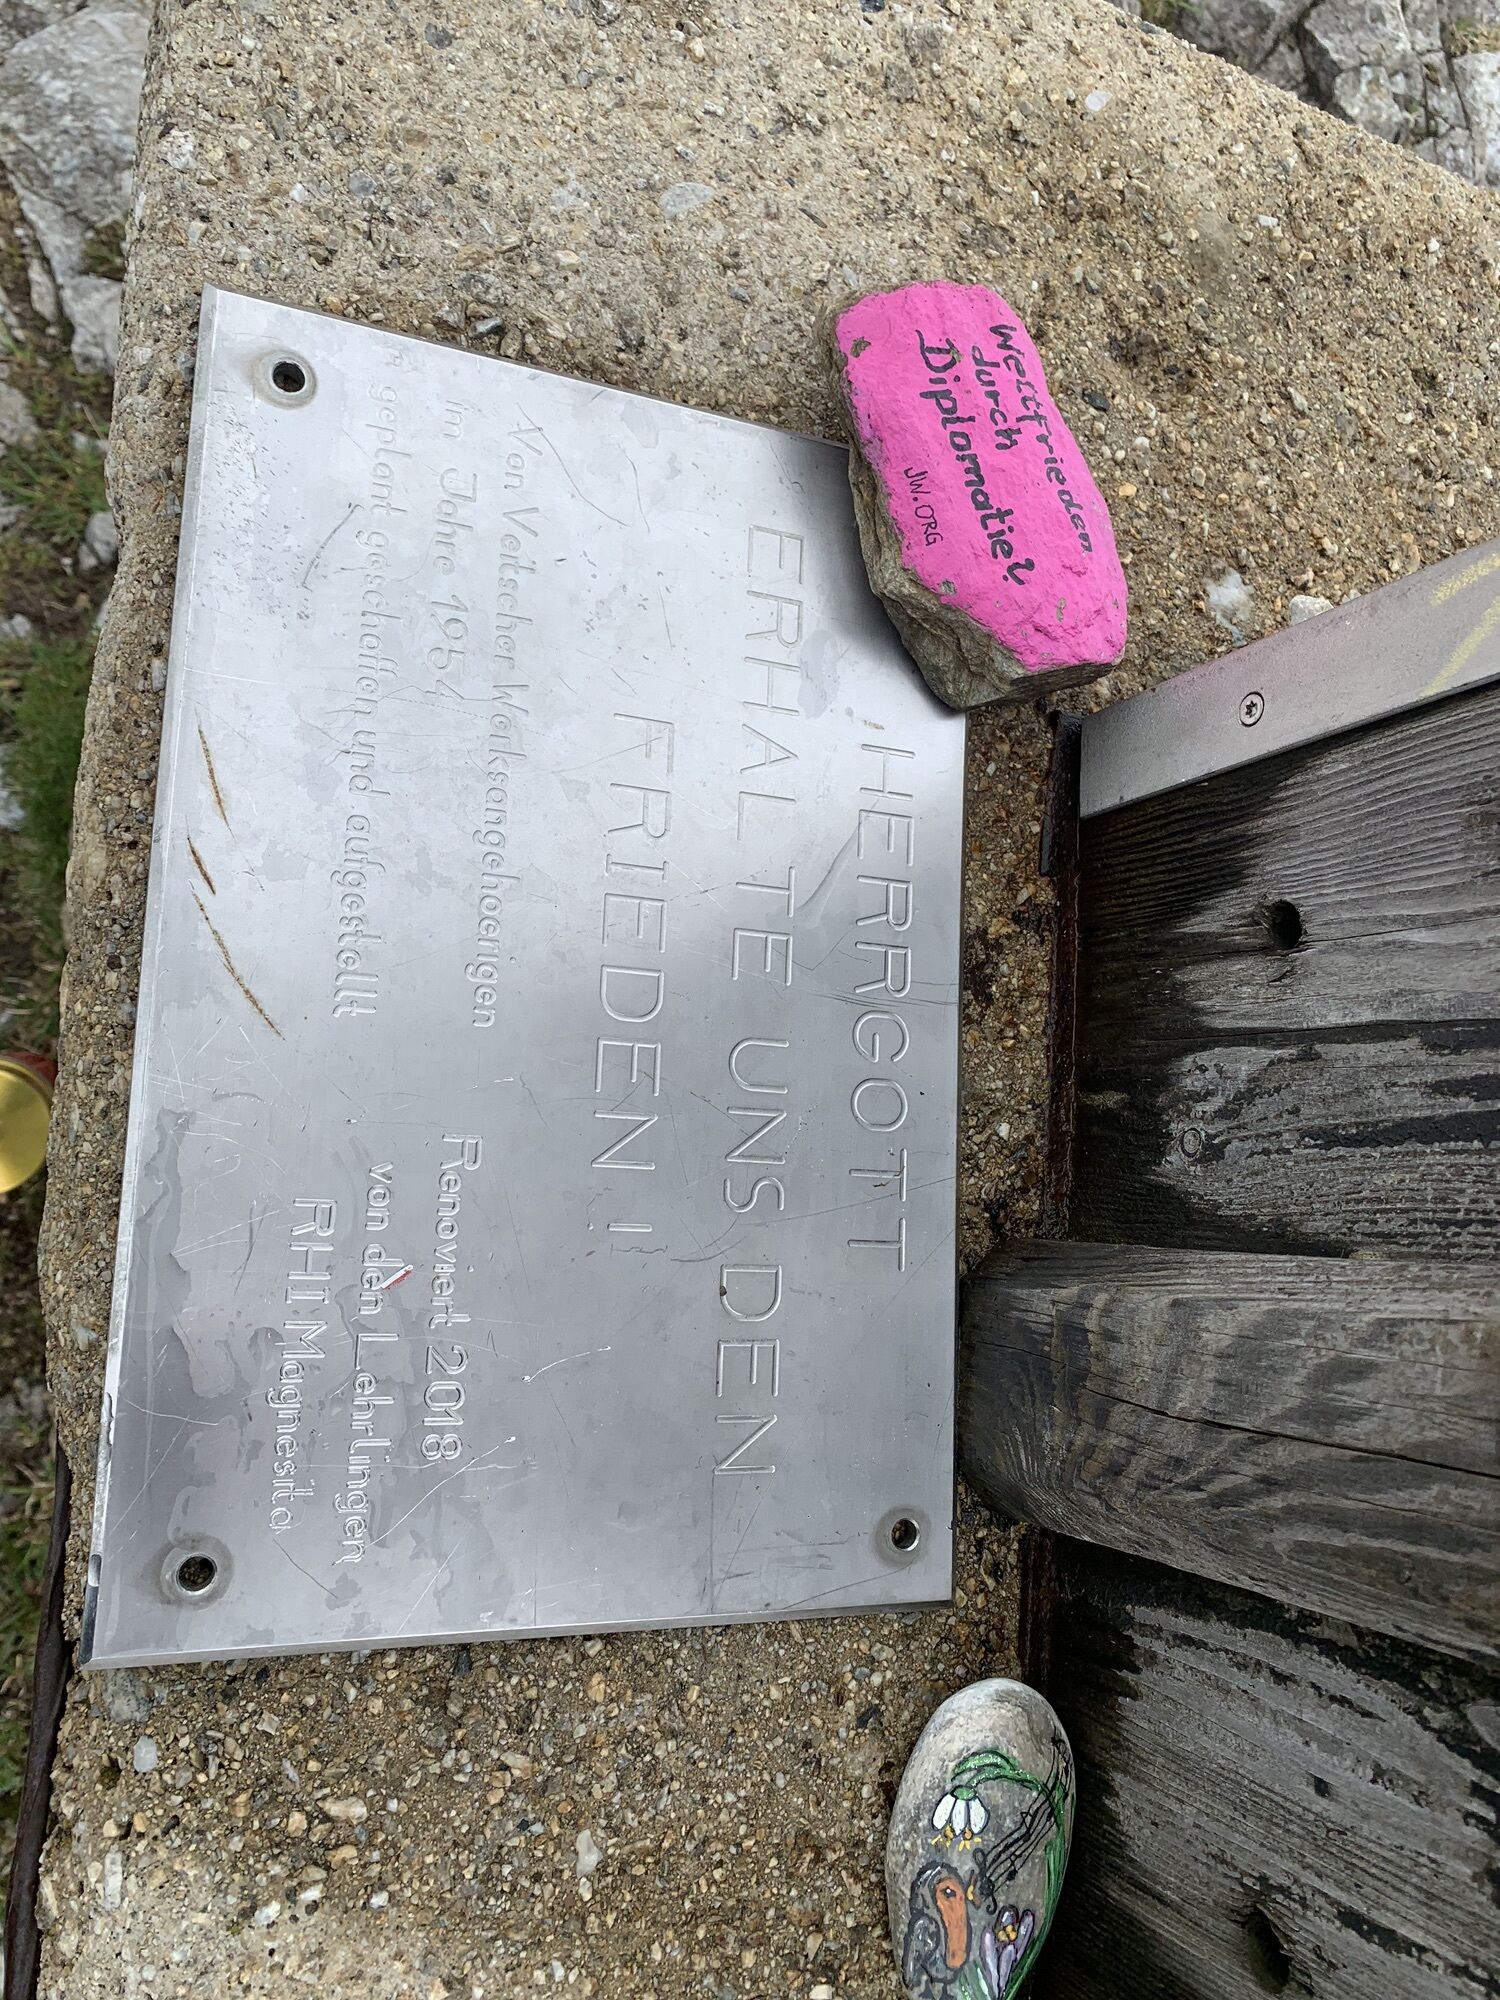 HERRGOTT
ERHALTE UNS DEN
FRIEDEN !
Von Veitscher Werksangehoerigen
im Jahre 1954
geplant geschaffen und aufgestellt
Renoviert 2018
von den Lehrlingen
RHI Magnesita
Weltfrieden
durch
Diplomatie?
JW.ORG